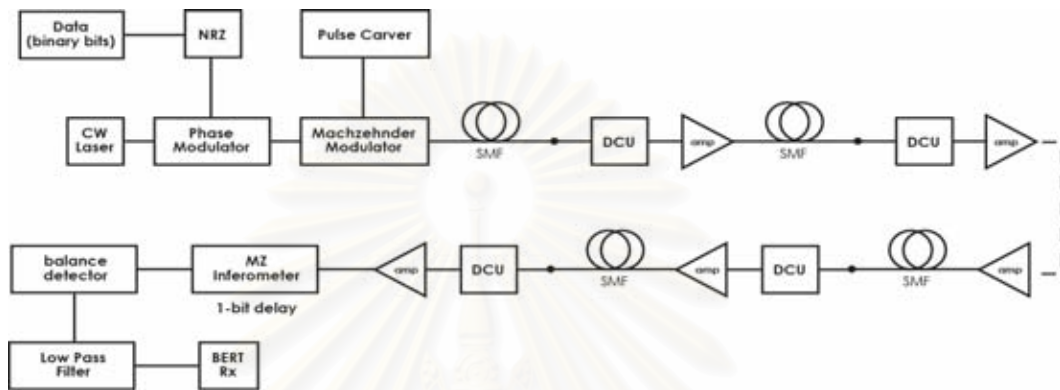 Data
(binary bits)
NRZ
Pulse Carver
CW
Laser
Phase
Modulator
Machzehnder
Modulator
SMF
DCU
amp
SMF
DCU
amp
balance
detector
MZ
Inferometer
1-bit delay
amp
DCU
SMF
amp
DCU
SMF
amp
Low Pass
Filter
BERT
Rx